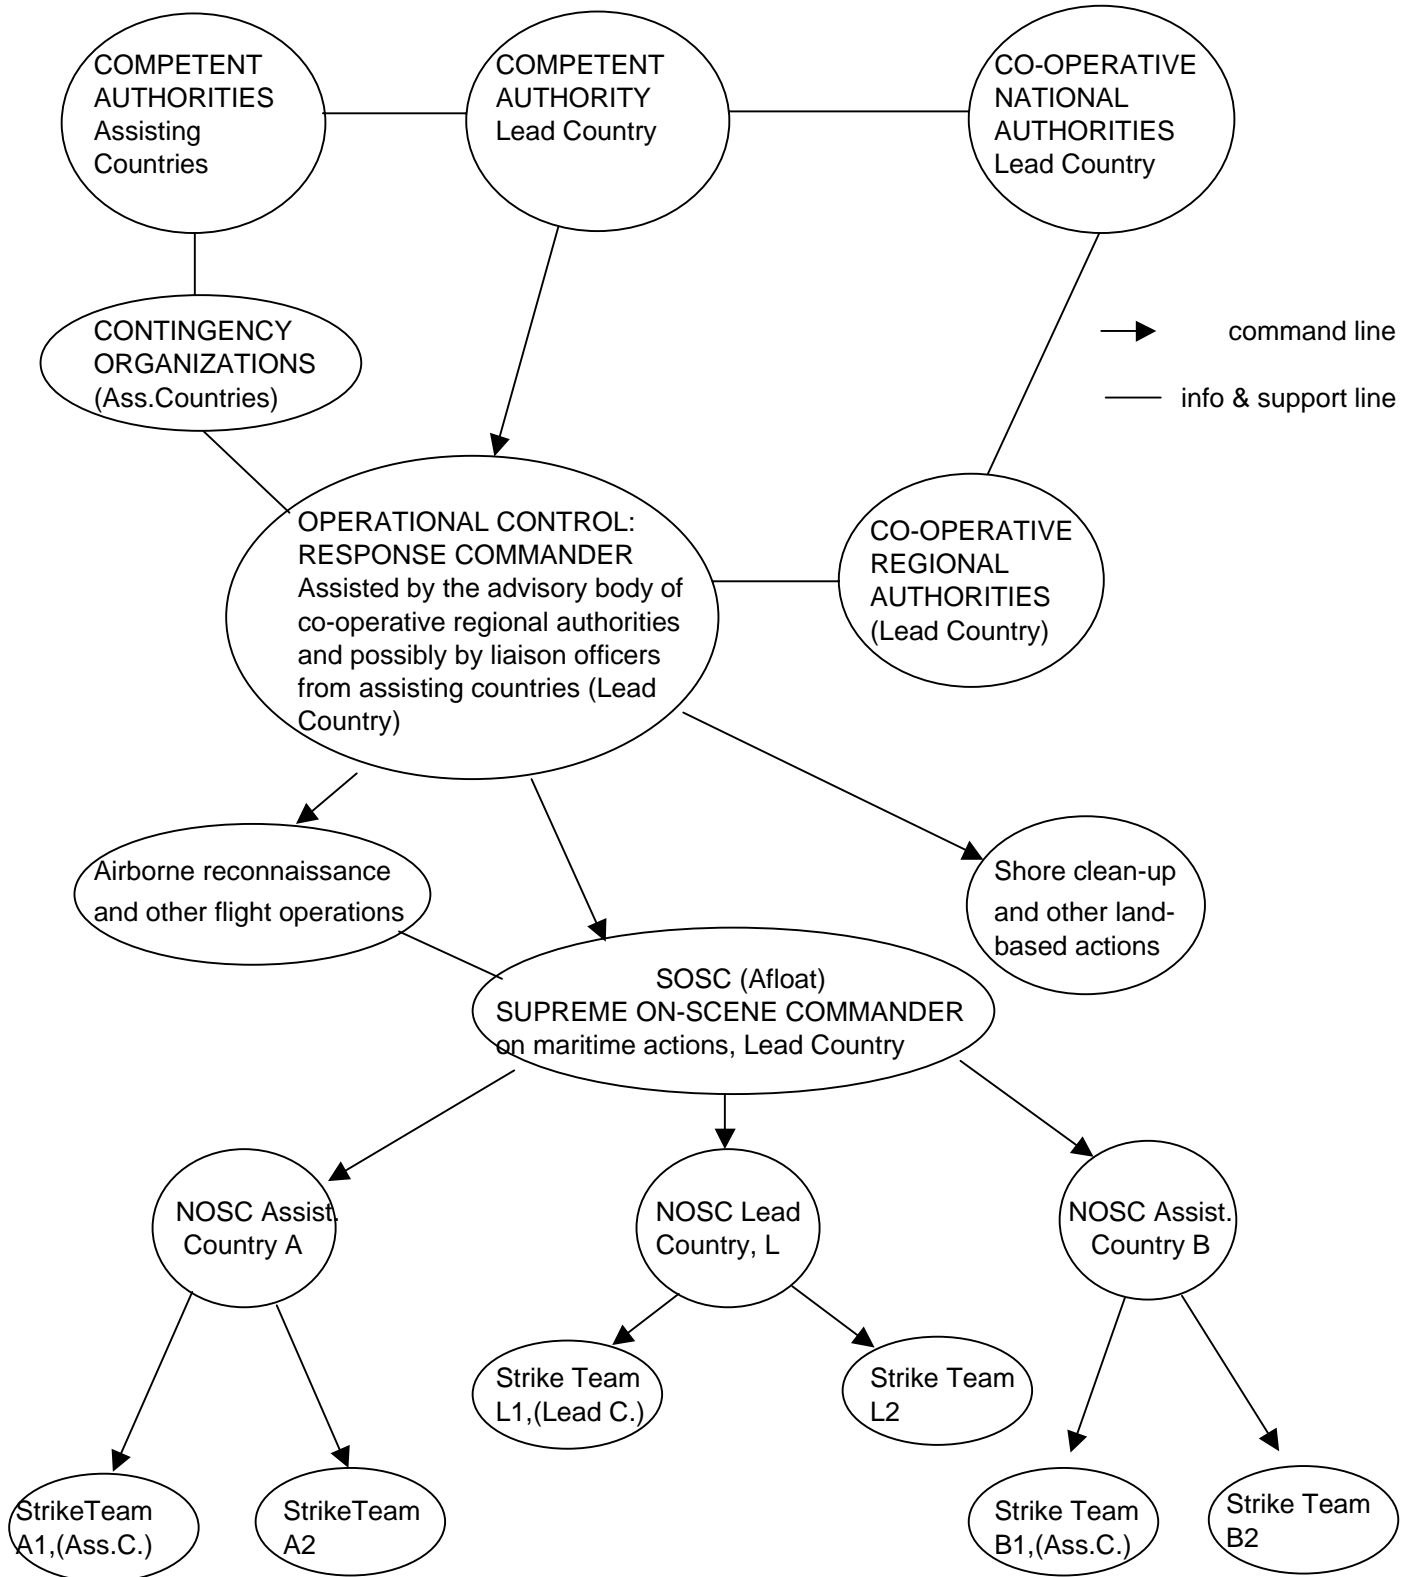 COMPETENT
AUTHORITIES
Assisting
Countries
COMPETENT
AUTHORITY
Lead Country
CO-OPERATIVE
NATIONAL
AUTHORITIES
Lead Country
CONTINGENCY
ORGANIZATIONS
(Ass.Countries)
command line
info & support line
OPERATIONAL CONTROL:
RESPONSE COMMANDER
Assisted by the advisory body of
co-operative regional authorities
and possibly by liaison officers
from assisting countries (Lead
Country)
CO-OPERATIVE
REGIONAL
AUTHORITIES
(Lead Country)
Airborne reconnaissance
and other flight operations
Shore clean-up
and other land-
based actions
SOSC (Afloat)
SUPREME ON-SCENE COMMANDER
on maritime actions, Lead Country
NOSC Assist.
Country A
NOSC Lead
Country, L
NOSC Assist.
Country B
Strike Team
L1,(Lead C.)
Strike Team
L2
StrikeTeam
A1,(Ass.C.)
StrikeTeam
A2
Strike Team
B1,(Ass.C.)
Strike Team
B2